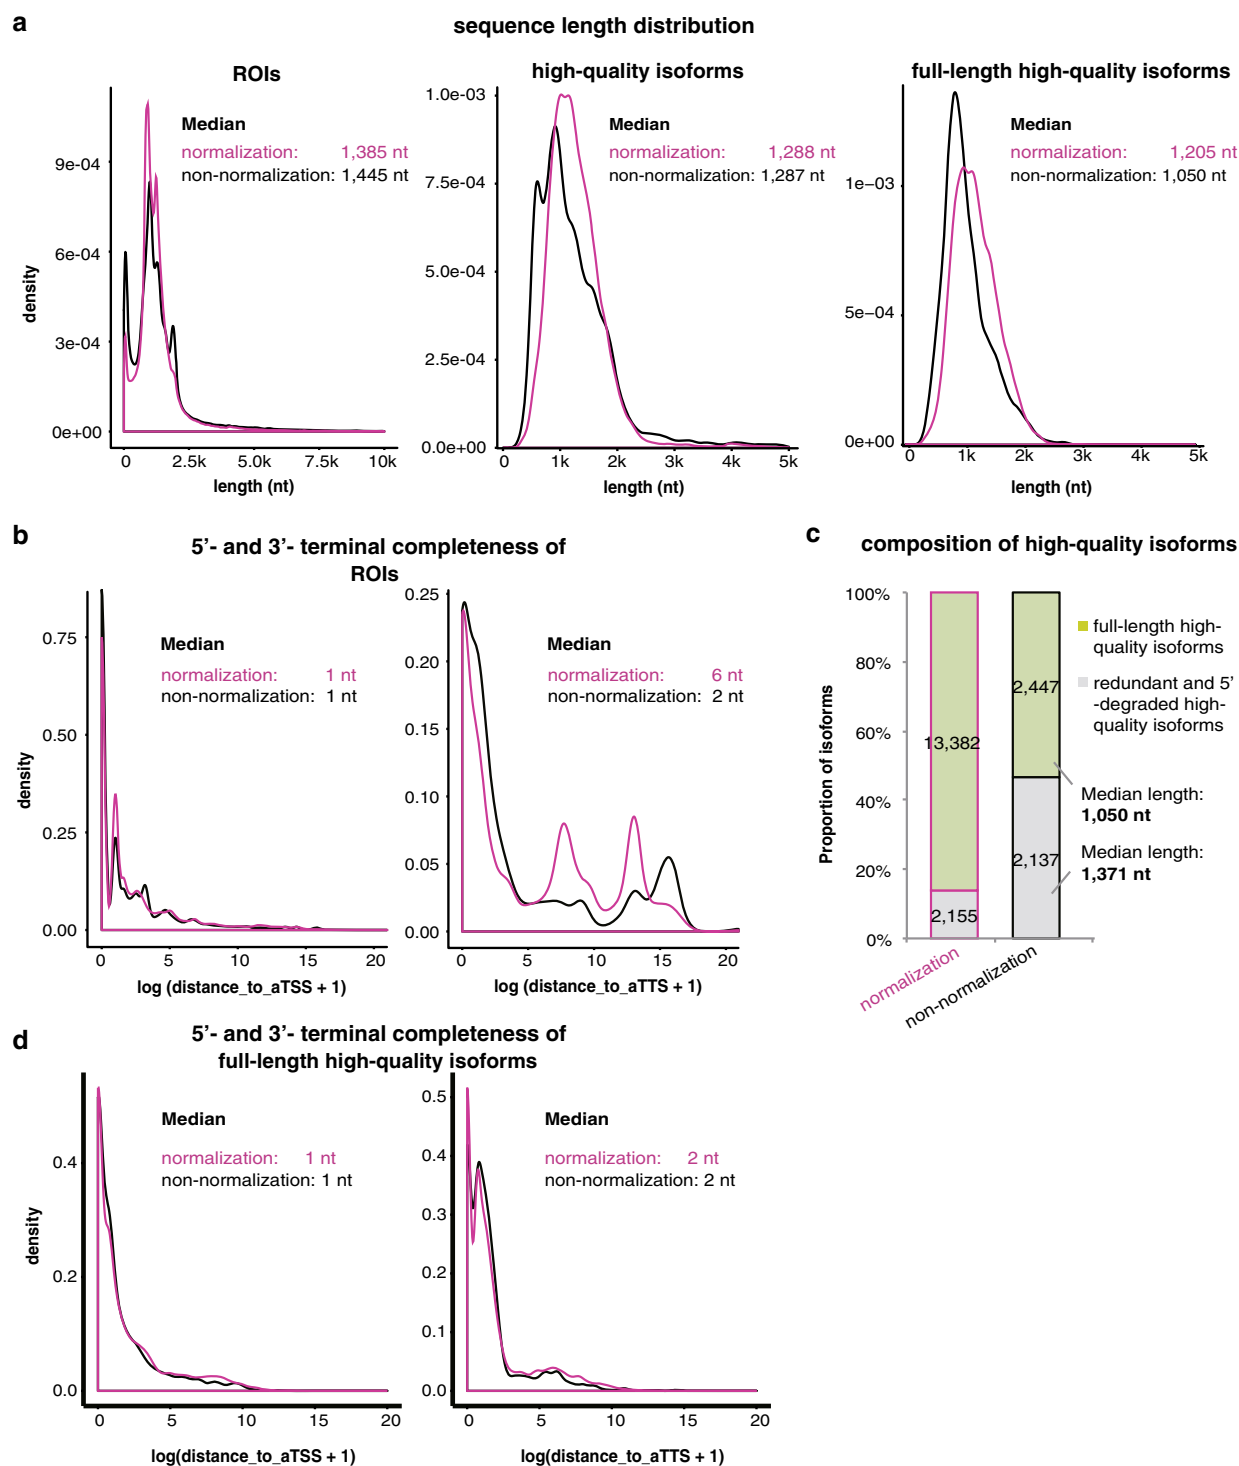 a
sequence length distribution
ROIs
high-quality isoforms
full-length high-quality isoforms
Median
normalization: 1,385 nt
non-normalization: 1,445 nt
9e-04
6e-04
3e-04
0e+00
density
0 2.5k 5.0k 7.5k 10k
length (nt)
Median
normalization: 1,288 nt
non-normalization: 1,287 nt
1.0e-03
7.5e-04
5.0e-04
2.5e-04
0.0e+00
0 1k 2k 3k 4k 5k
length (nt)
Median
normalization: 1,205 nt
non-normalization: 1,050 nt
1e−03
5e−04
0e+00
0 1k 2k 3k 4k 5k
length (nt)
b
5’- and 3’- terminal completeness of
ROIs
Median
normalization: 1 nt
non-normalization: 1 nt
0.75
0.50
0.25
0.00
density
0 5 10 15 20
log (distance_to_aTSS + 1)
Median
normalization: 6 nt
non-normalization: 2 nt
0.25
0.20
0.15
0.10
0.05
0.00
0 5 10 15 20
log (distance_to_aTTS + 1)
c
composition of high-quality isoforms
100%
80%
60%
40%
20%
0%
Proportion of isoforms
13,382
2,155
2,447
2,137
full-length high-
quality isoforms
redundant and 5’
-degraded high-
quality isoforms
Median length:
1,050 nt
Median length:
1,371 nt
normalization
non-normalization
d
5’- and 3’- terminal completeness of
full-length high-quality isoforms
Median
normalization: 1 nt
non-normalization: 1 nt
0.4
0.2
0.0
density
0 5 10 15 20
log(distance_to_aTSS + 1)
Median
normalization: 2 nt
non-normalization: 2 nt
0.5
0.4
0.3
0.2
0.1
0.0
0 5 10 15 20
log(distance_to_aTTS + 1)